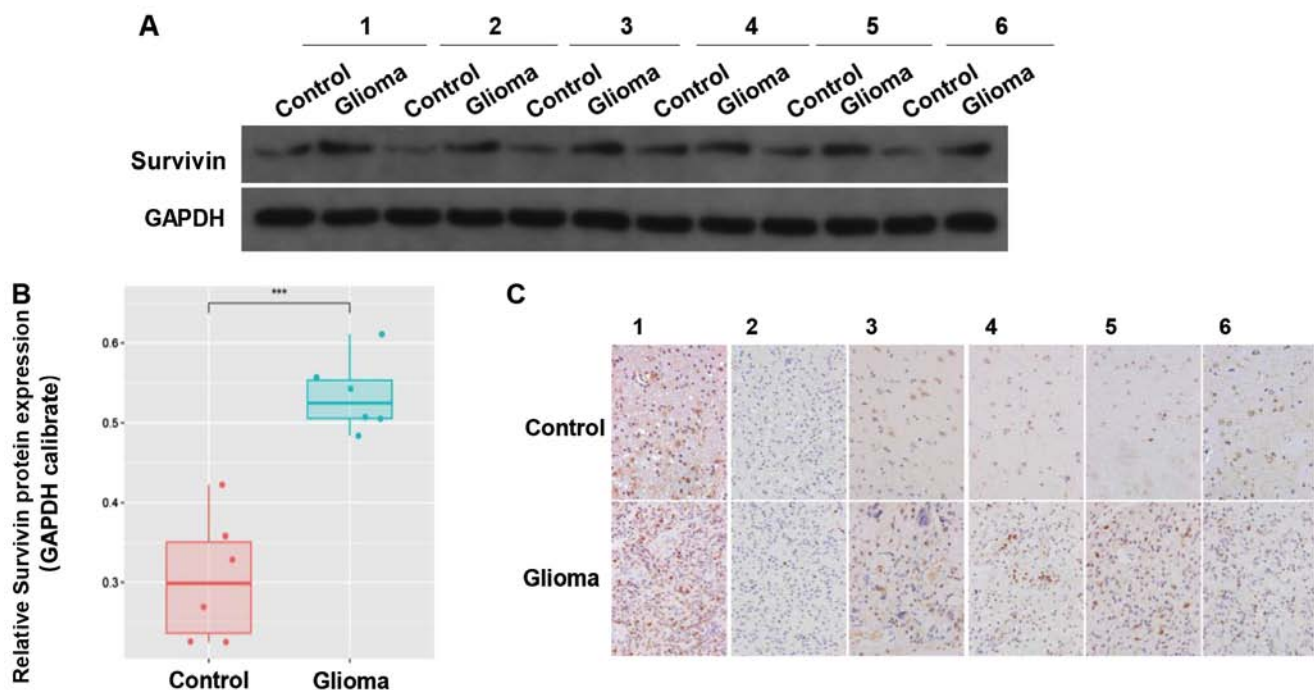 A
1 2 3 4 5 6
Control Glioma Control Glioma Control Glioma Control Glioma Control Glioma Control Glioma
Survivin
GAPDH
B
Relative Survivin protein expression
(GAPDH calibrate)
***
0.6
0.5
0.4
0.3
Control Glioma
C
1 2 3 4 5 6
Control
Glioma